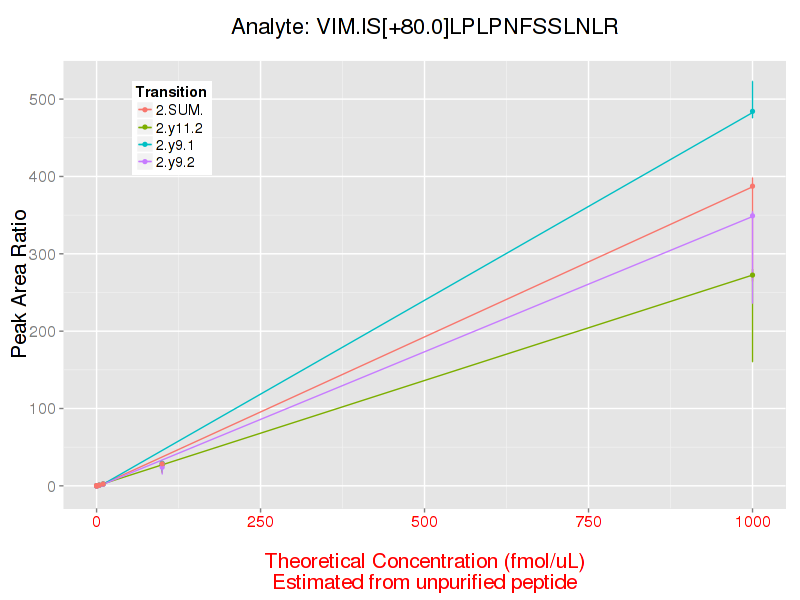 Analyte: VIM.IS[+80.0]LPLPNFSSLNLR
Transition
2.SUM.
2.y11.2
2.y9.1
2.y9.2
Peak Area Ratio
500
400
300
200
100
0
0 250 500 750 1000
Theoretical Concentration (fmol/uL)
Estimated from unpurified peptide